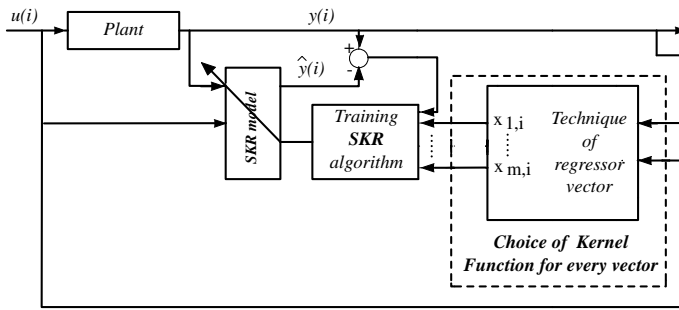 u(i)
Plant
y(i)
+
-
ŷ(i)
SKR model
Training
SKR
algorithm
x 1,i
x m,i
Technique
of
regressor
vector
Choice of Kernel
Function for every vector